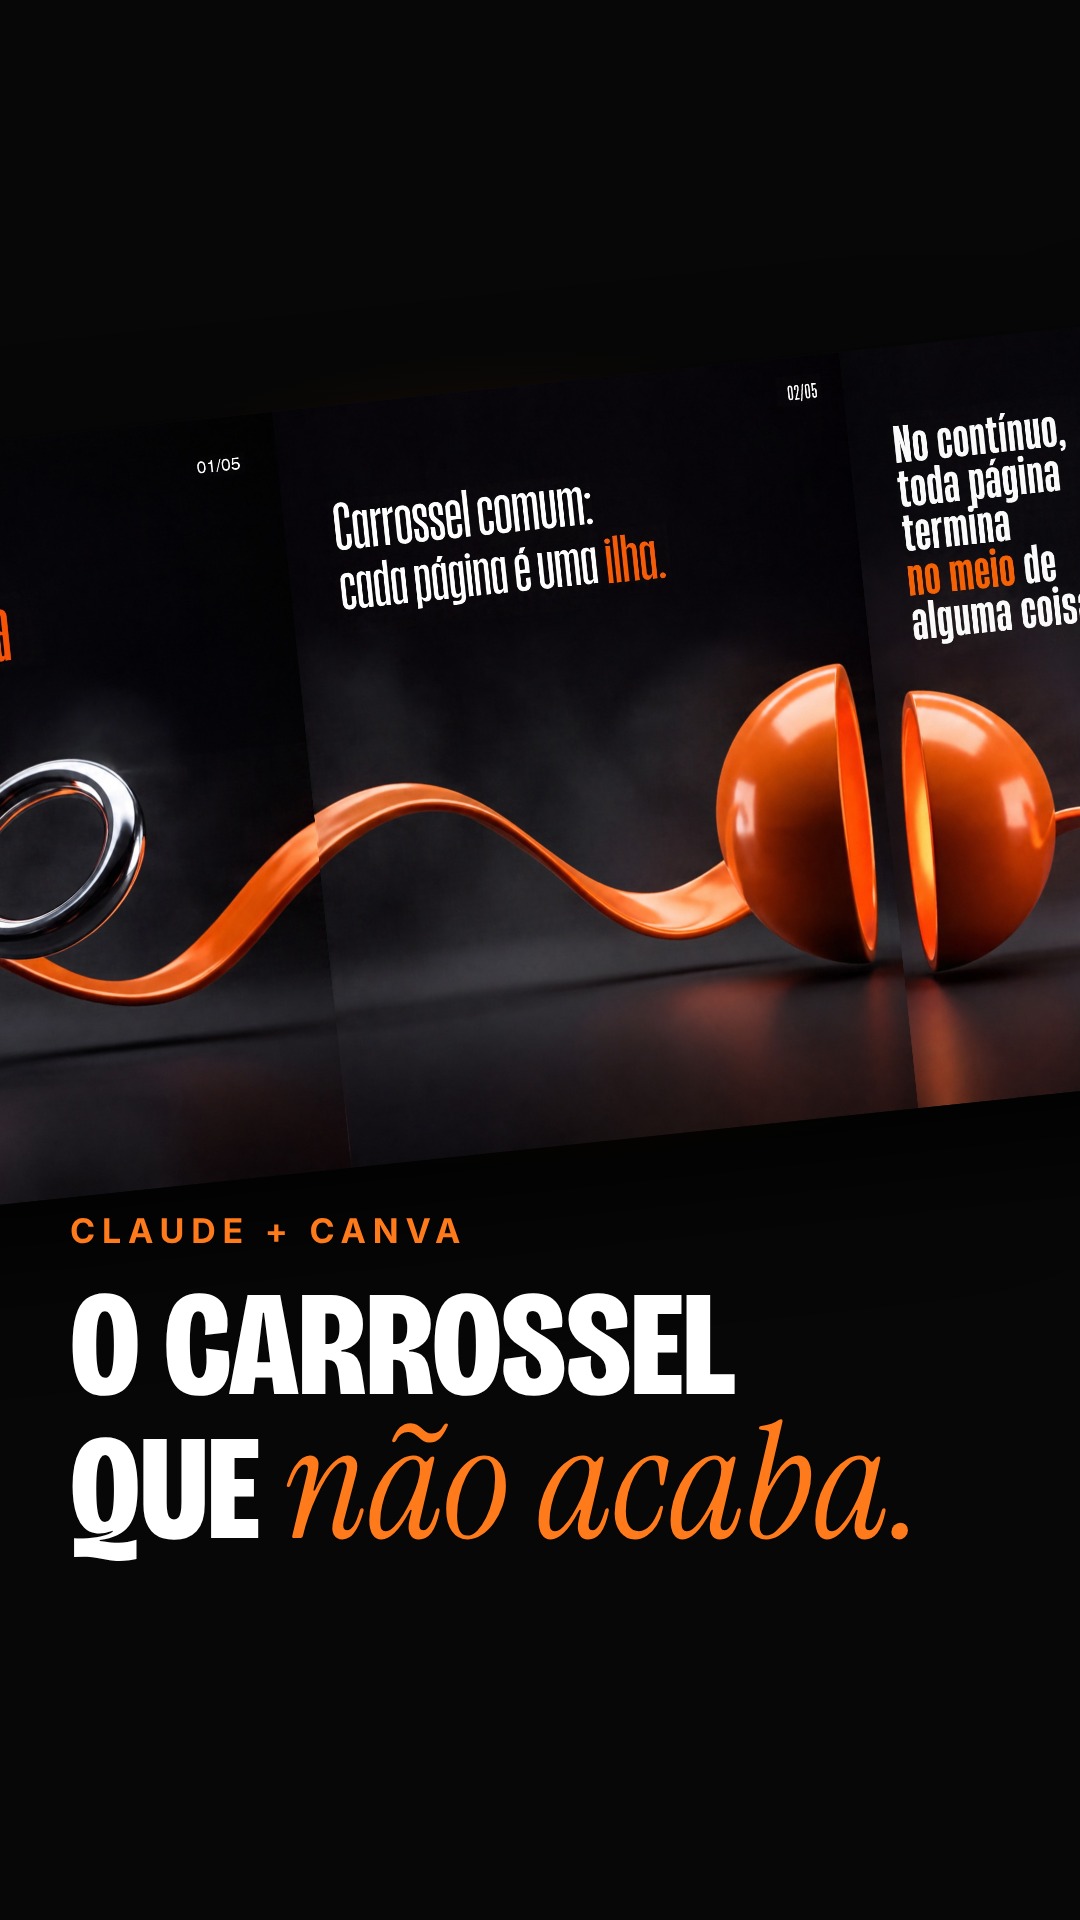 01/05
02/05
Carrossel comum:
cada página é uma ilha.
No contínuo,
toda página
termina
no meio de
alguma
CLAUDE + CANVA
O CARROSSEL
QUE não acaba.